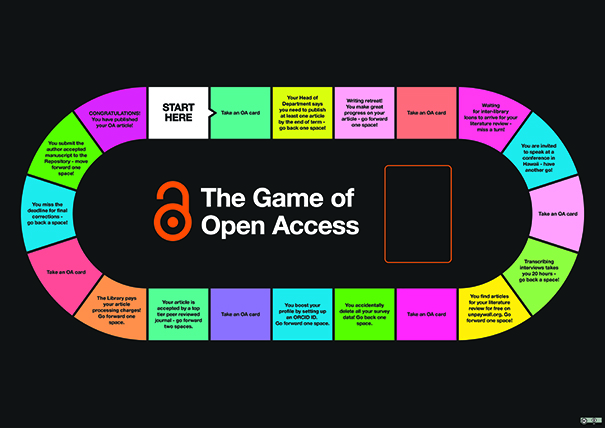 START
HERE
Take an OA card
Your Head of
Department says
you need to publish
at least one article
by the end of term -
go back one space!
Writing retreat!
You make great
progress on your
article - go forward
one space!
Take an OA card
Waiting
for inter-library
loans to arrive for your
literature review -
miss a turn!
You are invited
to speak at a
conference in
Hawaii - have
another go!
Take an OA card
Transcribing
interviews takes
you 20 hours -
go back a space!
You find articles
for your literature
review for free on
unpaywall.org. Go
forward one space!
Take an OA card
You accidentally
delete all your survey
data! Go back one
space.
You boost your
profile by setting up
an ORCID iD.
Go forward one space.
Take an OA card
Your article is
accepted by a top
tier peer reviewed
journal - go forward
two spaces.
The Library pays
your article
processing charges!
Go forward one
space.
Take an OA card
You miss the
deadline for final
corrections -
go back a space!
You submit the
author accepted
manuscript to the
Repository - move
forward one
space!
CONGRATULATIONS!
You have published
your OA article!
The Game of
Open Access